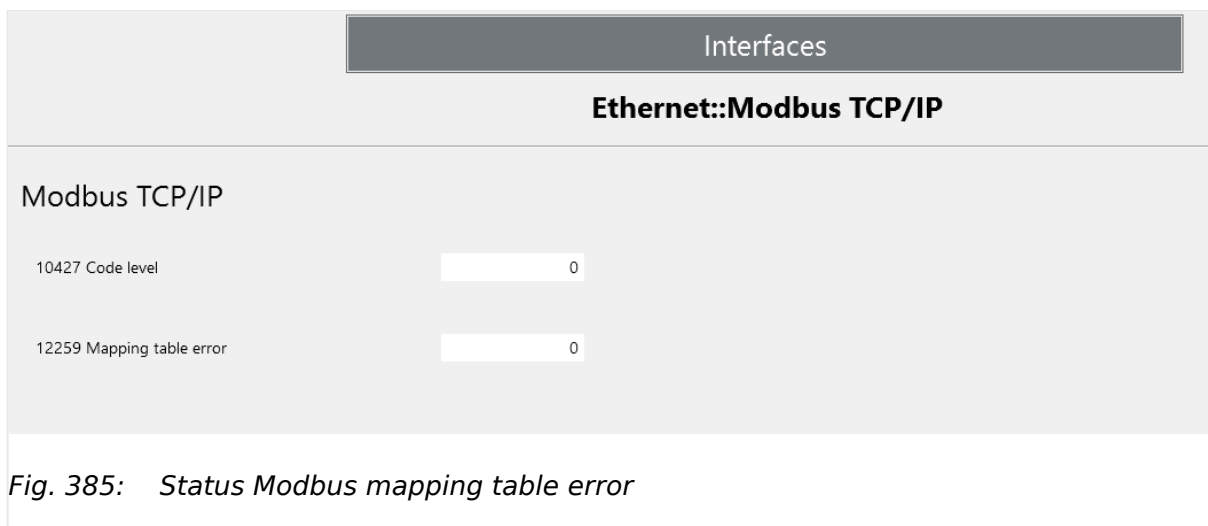 Interfaces
Ethernet::Modbus TCP/IP
Modbus TCP/IP
10427 Code level 0
12259 Mapping table error 0
Fig. 385: Status Modbus mapping table error